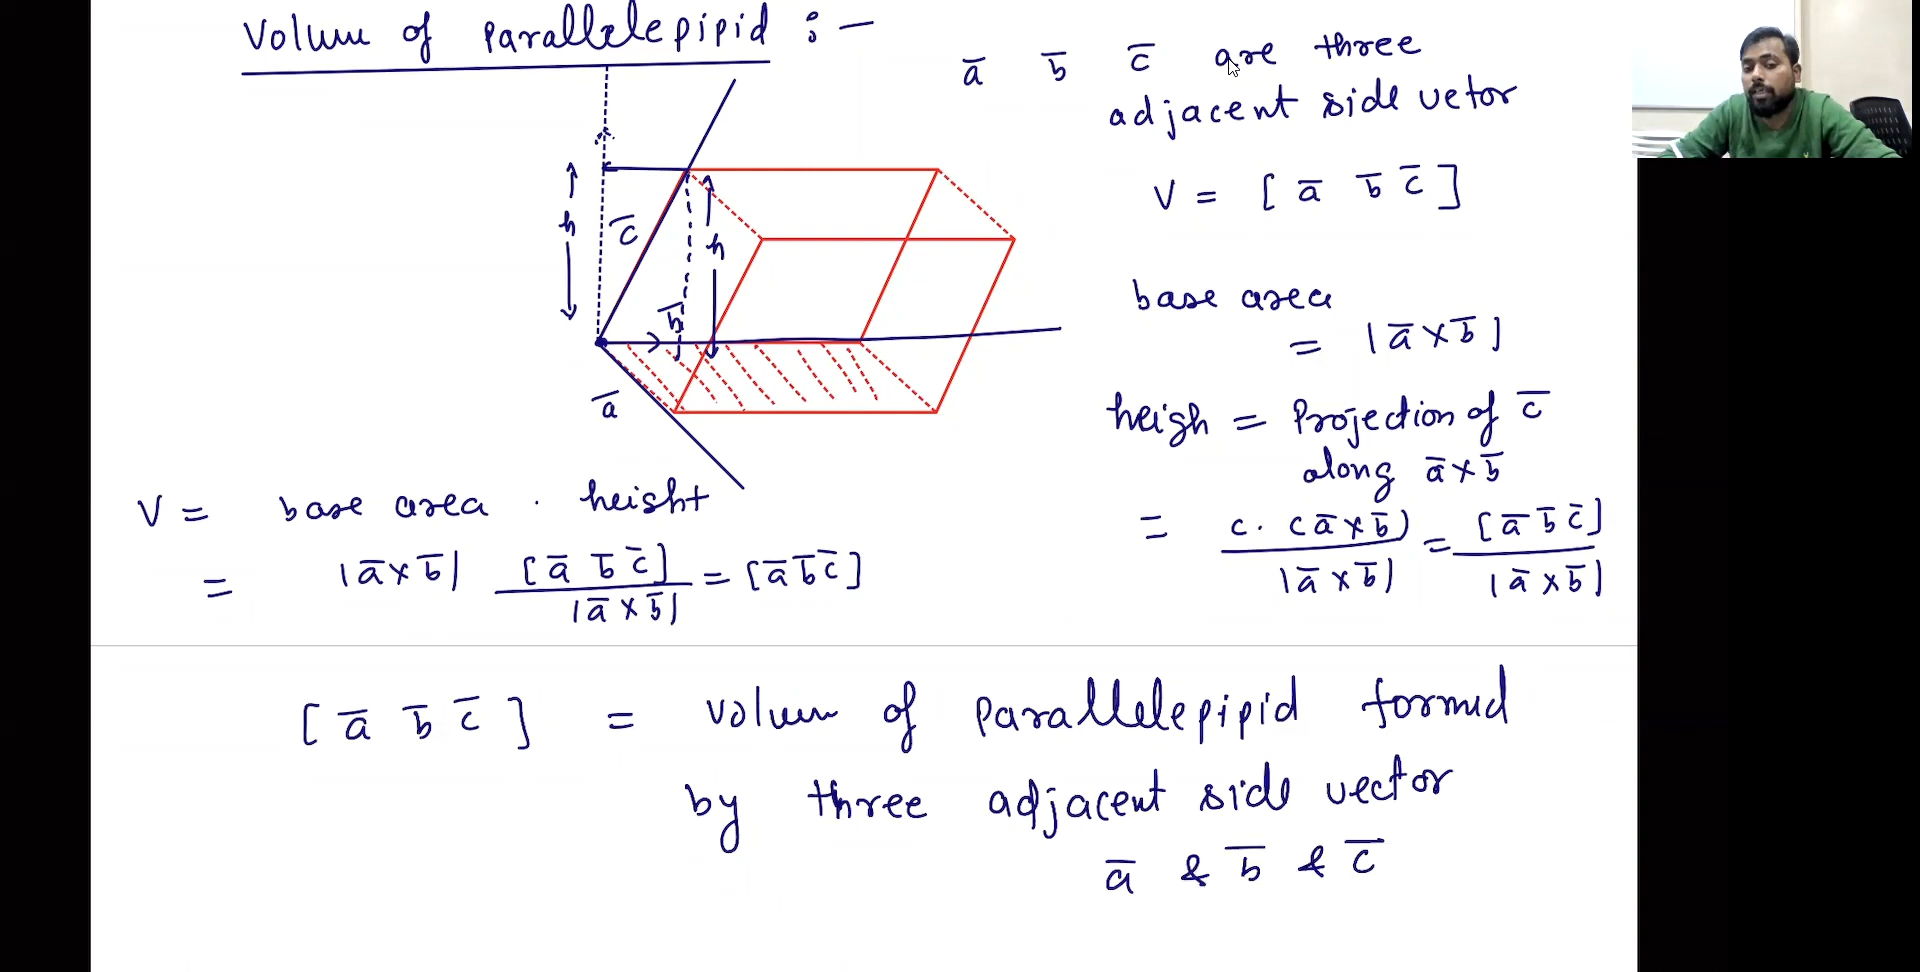 Volume of parallelepipid :-
a̅ b̅ c̅ are three
adjacent side vetor
V = [ a̅ b̅ c̅ ]
h
c̅
h
b̅
a̅
base area
= |a̅ × b̅|
heigh = Projection of c̅
along a̅ × b̅
= c · (a̅ × b̅) / |a̅ × b̅| = [a̅ b̅ c̅] / |a̅ × b̅|
V = base area · height
= |a̅ × b̅| [a̅ b̅ c̅] / |a̅ × b̅| = [a̅ b̅ c̅]
[ a̅ b̅ c̅ ] = volum of parallelepipid formed
by three adjacent side vector
a̅ & b̅ & c̅